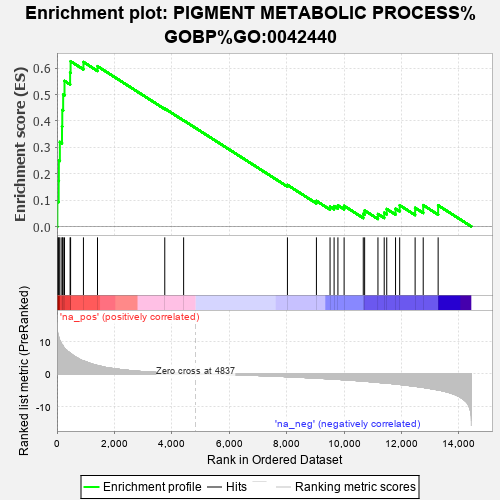 Enrichment plot: PIGMENT METABOLIC PROCESS%
GOBP%GO:0042440
Enrichment score (ES)
0.6
0.5
0.4
0.3
0.2
0.1
0.0
'na_pos' (positively correlated)
Ranked list metric (PreRanked)
10
0
-10
Zero cross at 4837
'na_neg' (negatively correlated)
0 2,000 4,000 6,000 8,000 10,000 12,000 14,000
Rank in Ordered Dataset
Enrichment profile Hits Ranking metric scores